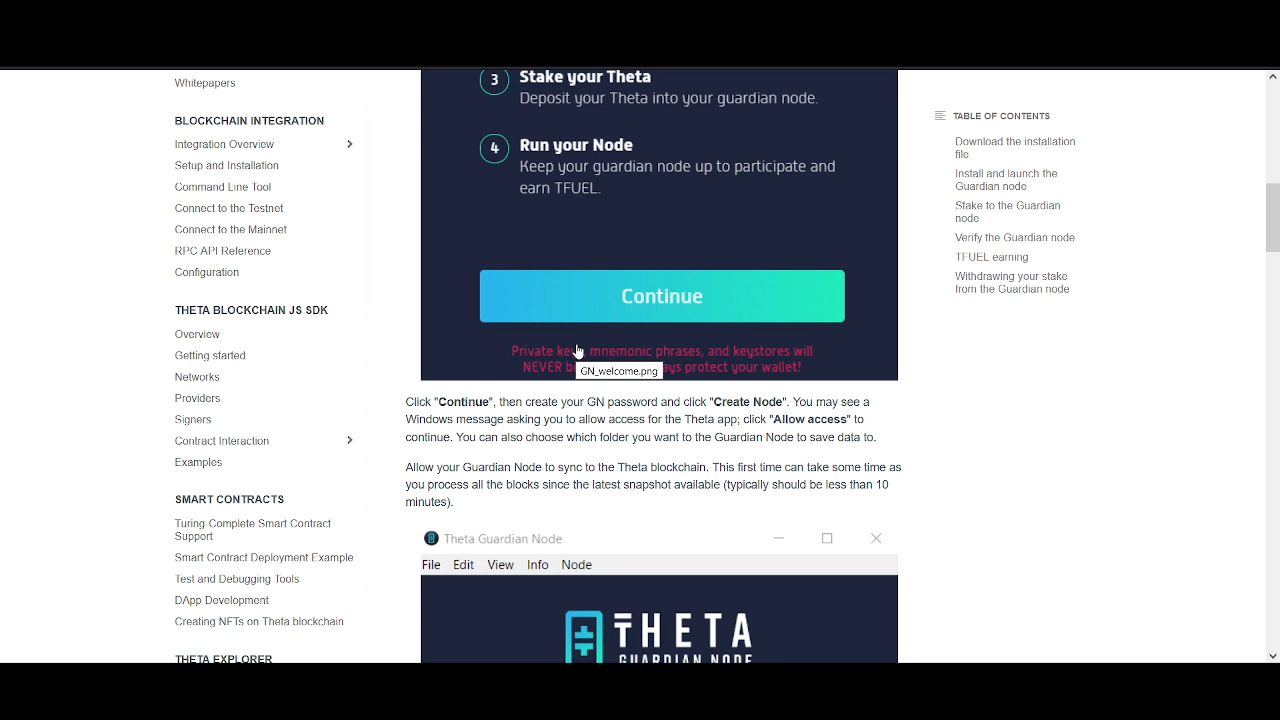 Whitepapers
BLOCKCHAIN INTEGRATION
Integration Overview
Setup and Installation
Command Line Tool
Connect to the Testnet
Connect to the Mainnet
RPC API Reference
Configuration
THETA BLOCKCHAIN JS SDK
Overview
Getting started
Networks
Providers
Signers
Contract Interaction
Examples
SMART CONTRACTS
Turing-Complete Smart Contract
Support
Smart Contract Deployment Example
Test and Debugging Tools
DApp Development
Creating NFTs on Theta blockchain
THETA EXPLORER
3 Stake your Theta
Deposit your Theta into your guardian node.
4 Run your Node
Keep your guardian node up to participate and
earn TFUEL.
Continue
Private keys, mnemonic phrases, and keystores will
NEVER protect your wallet!
GN_welcome.png
Click "Continue", then create your GN password and click "Create Node". You may see a
Windows message asking you to allow access for the Theta app; click "Allow access" to
continue. You can also choose which folder you want to the Guardian Node to save data to.
Allow your Guardian Node to sync to the Theta blockchain. This first time can take some time as
you process all the blocks since the latest snapshot available (typically should be less than 10
minutes).
Theta Guardian Node
File Edit View Info Node
THETA
GUARDIAN NODE
TABLE OF CONTENTS
Download the installation
file
Install and launch the
Guardian node
Stake to the Guardian
node
Verify the Guardian node
TFUEL earning
Withdrawing your stake
from the Guardian node